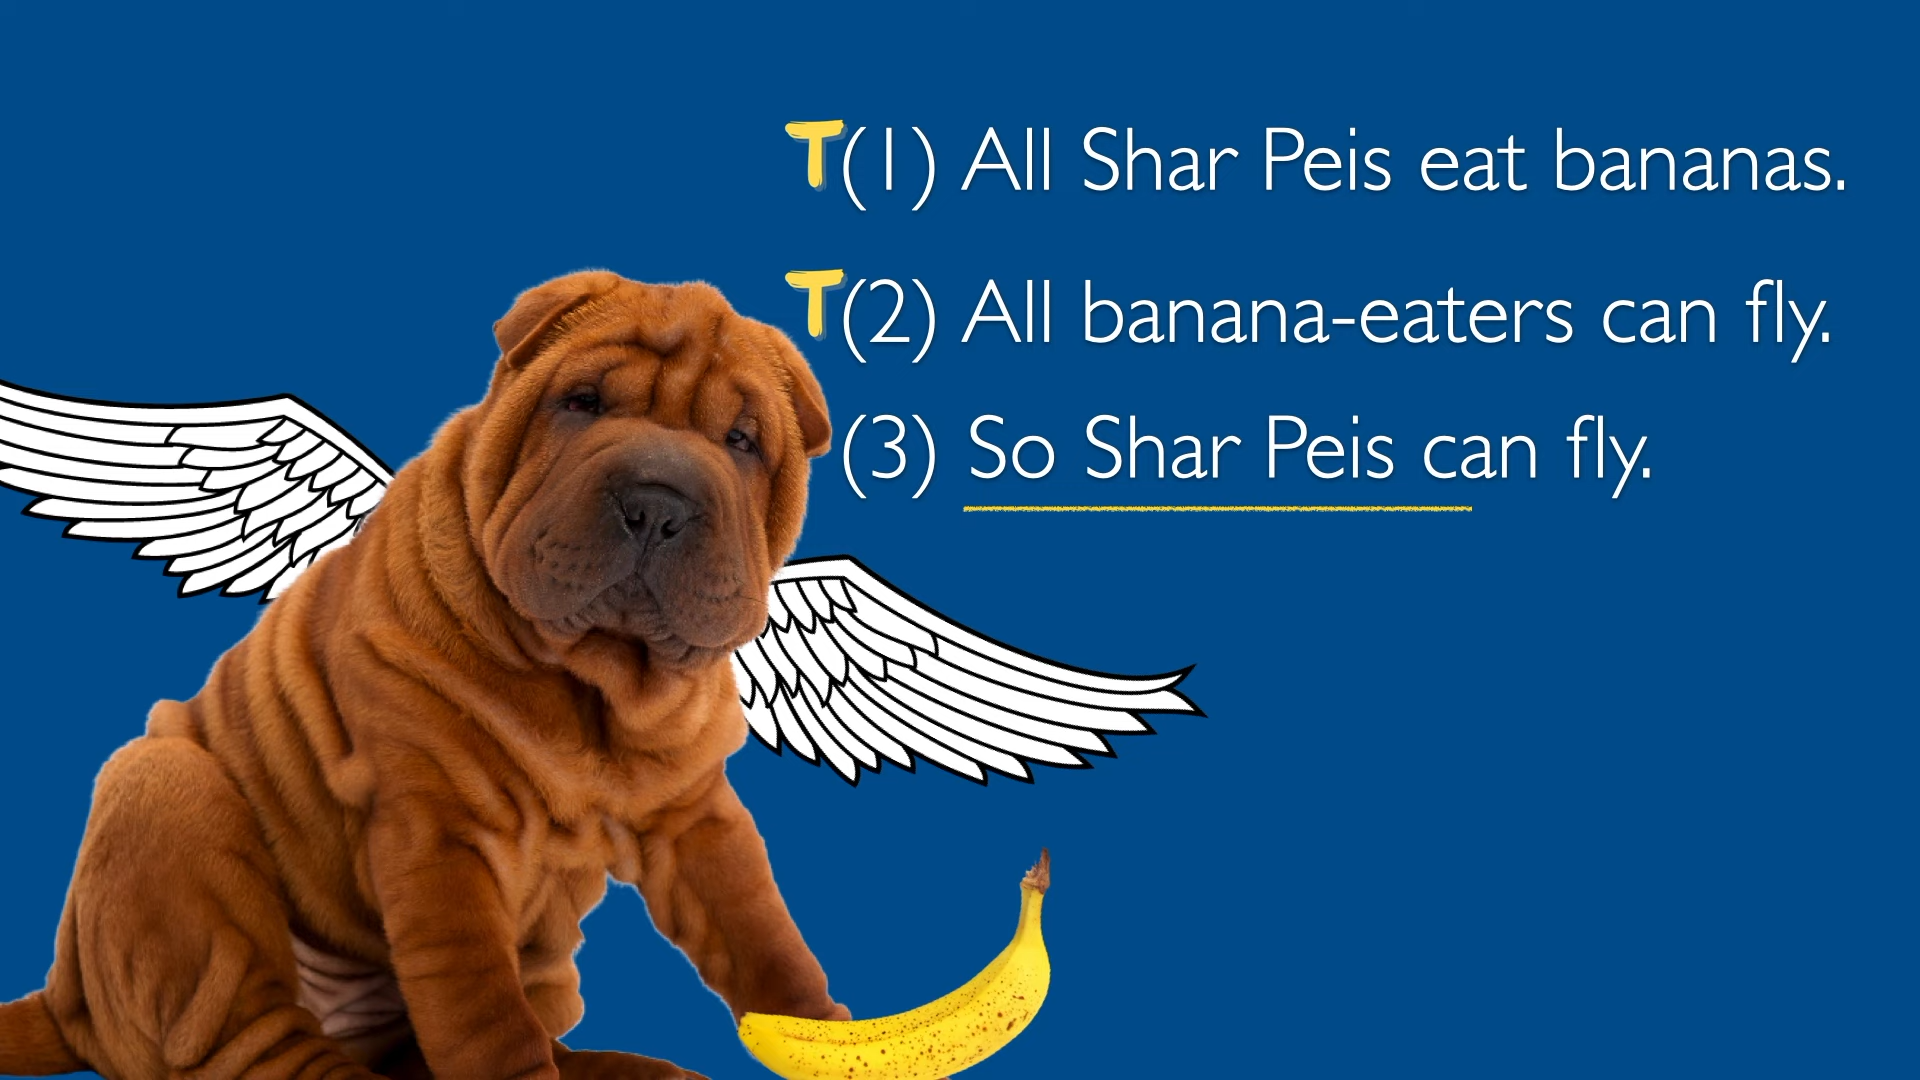 T(1) All Shar Peis eat bananas.
T(2) All banana-eaters can fly.
(3) So Shar Peis can fly.